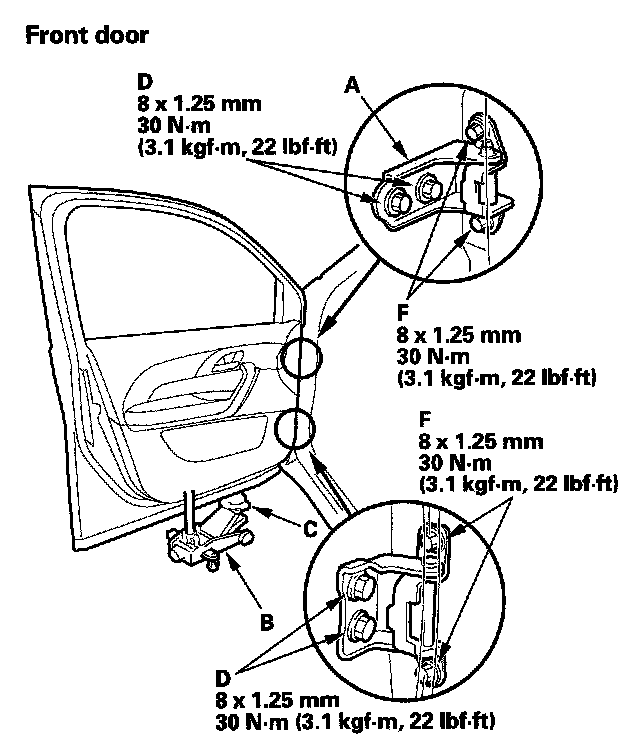 Front door
D
8 x 1.25 mm
30 N·m
(3.1 kgf·m, 22 lbf·ft)
A
F
8 x 1.25 mm
30 N·m
(3.1 kgf·m, 22 lbf·ft)
F
8 x 1.25 mm
30 N·m
(3.1 kgf·m, 22 lbf·ft)
C
B
D
8 x 1.25 mm
30 N·m (3.1 kgf·m, 22 lbf·ft)